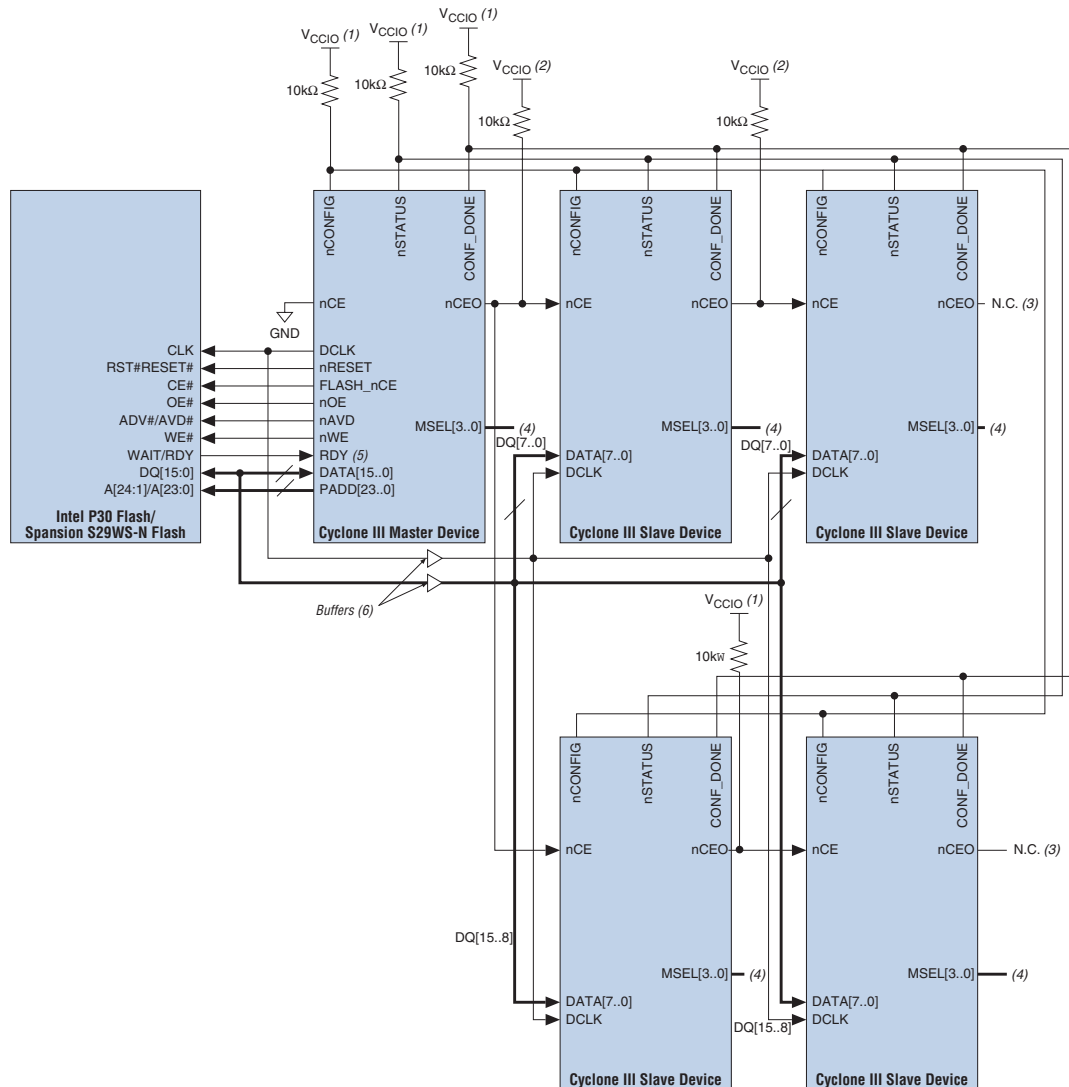 VCCIO (1)
VCCIO (1)
VCCIO (1)
VCCIO (2)
VCCIO (2)
10kΩ
10kΩ
10kΩ
10kΩ
10kΩ
nCONFIG
nSTATUS
CONF_DONE
nCONFIG
nSTATUS
CONF_DONE
nCONFIG
nSTATUS
CONF_DONE
nCE
nCEO
nCE
nCEO
nCE
nCEO
N.C. (3)
GND
CLK
DCLK
RST#RESET#
nRESET
CE#
FLASH_nCE
OE#
nOE
ADV#/AVD#
nAVD
WE#
nWE
WAIT/RDY
RDY (5)
DQ[15:0]
DATA[15..0]
A[24:1]/A[23:0]
PADD[23..0]
MSEL[3..0]
(4)
MSEL[3..0]
(4)
MSEL[3..0]
(4)
DQ[7..0]
DATA[7..0]
DCLK
DQ[7..0]
DATA[7..0]
DCLK
Intel P30 Flash/
Spansion S29WS-N Flash
Cyclone III Master Device
Cyclone III Slave Device
Cyclone III Slave Device
Buffers (6)
VCCIO (1)
10kW
nCONFIG
nSTATUS
CONF_DONE
nCONFIG
nSTATUS
CONF_DONE
nCE
nCEO
nCE
nCEO
N.C. (3)
DQ[15..8]
MSEL[3..0]
(4)
MSEL[3..0]
(4)
DATA[7..0]
DCLK
DQ[15..8]
DATA[7..0]
DCLK
Cyclone III Slave Device
Cyclone III Slave Device